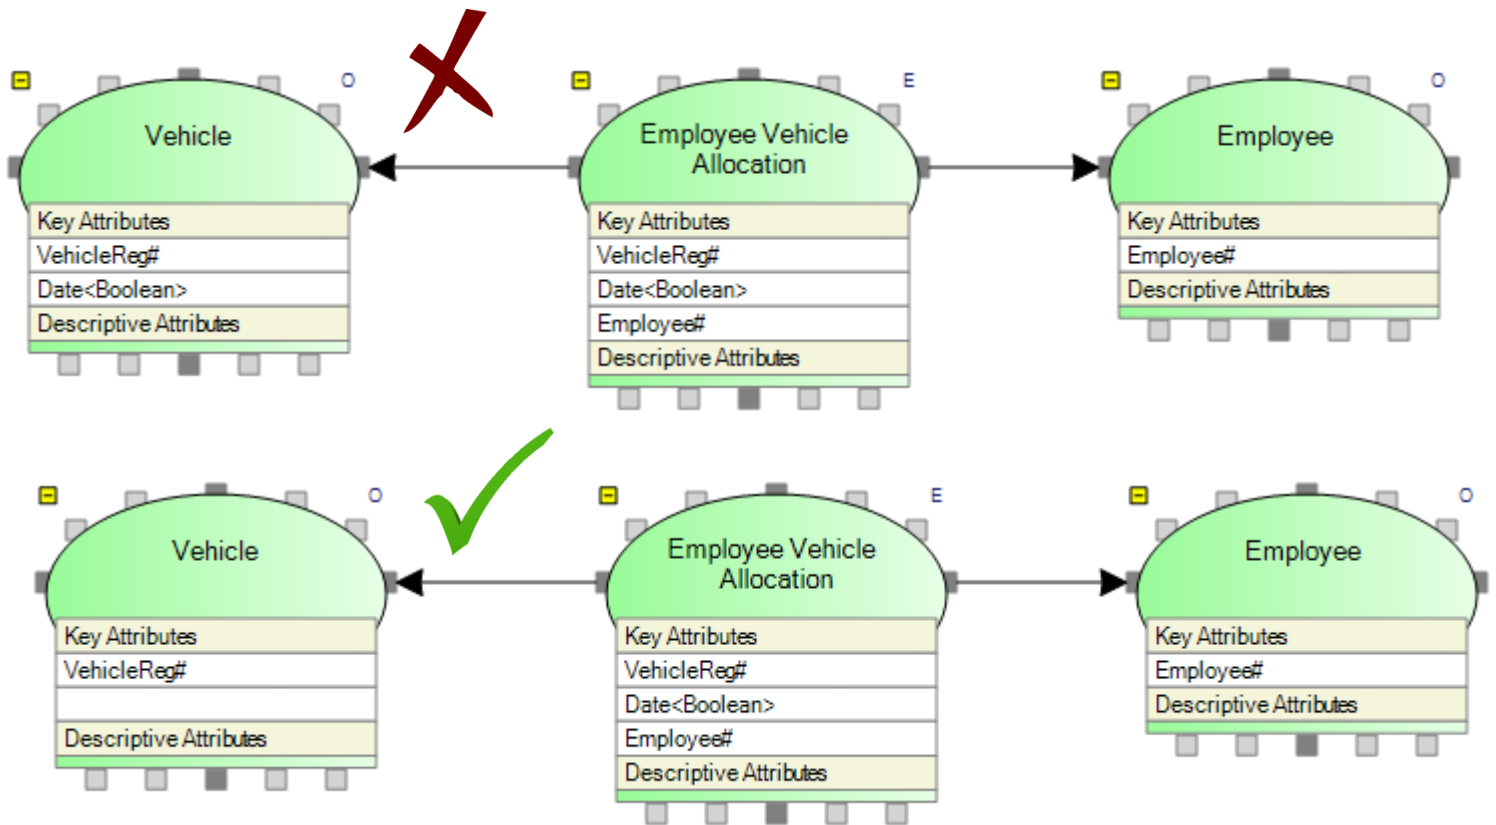 O
E
O
Vehicle
Employee Vehicle
Allocation
Employee
Key Attributes
VehicleReg#
Date<Boolean>
Descriptive Attributes
Key Attributes
VehicleReg#
Date<Boolean>
Employee#
Descriptive Attributes
Key Attributes
Employee#
Descriptive Attributes
O
E
O
Vehicle
Employee Vehicle
Allocation
Employee
Key Attributes
VehicleReg#
Descriptive Attributes
Key Attributes
VehicleReg#
Date<Boolean>
Employee#
Descriptive Attributes
Key Attributes
Employee#
Descriptive Attributes